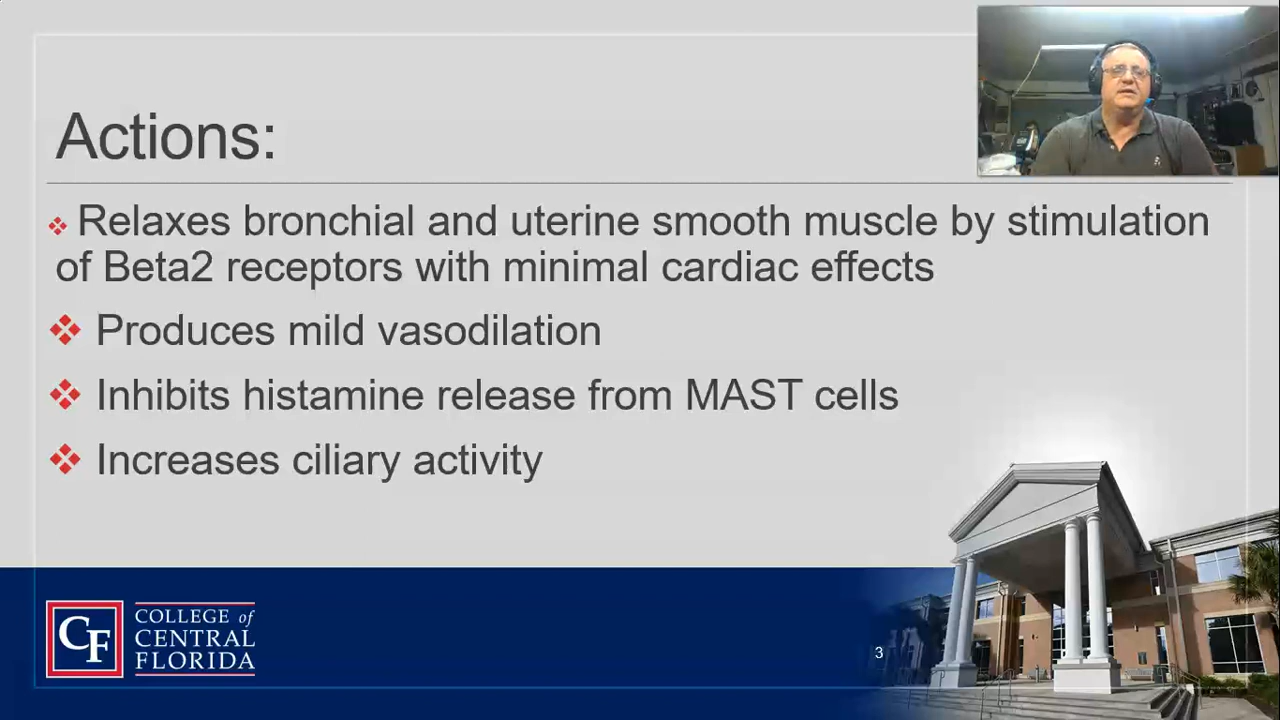 Actions:
Relaxes bronchial and uterine smooth muscle by stimulation
of Beta2 receptors with minimal cardiac effects
Produces mild vasodilation
Inhibits histamine release from MAST cells
Increases ciliary activity
CF
COLLEGE of
CENTRAL
FLORIDA
3